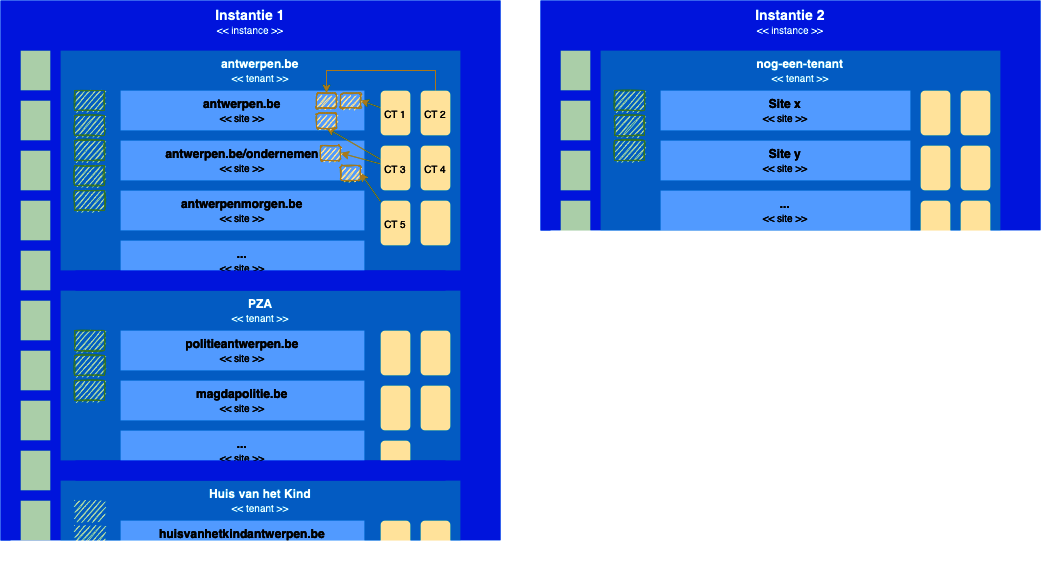 Instantie 1
<< instance >>
antwerpen.be
<< tenant >>
antwerpen.be
<< site >>
CT 1
CT 2
antwerpen.be/ondernemen
<< site >>
CT 3
CT 4
antwerpenmorgen.be
<< site >>
CT 5
...
<< site >>
PZA
<< tenant >>
politieantwerpen.be
<< site >>
magdapolitie.be
<< site >>
...
<< site >>
Huis van het Kind
<< tenant >>
huisvanhetkindantwerpen.be
Instantie 2
<< instance >>
nog-een-tenant
<< tenant >>
Site x
<< site >>
Site y
<< site >>
...
<< site >>